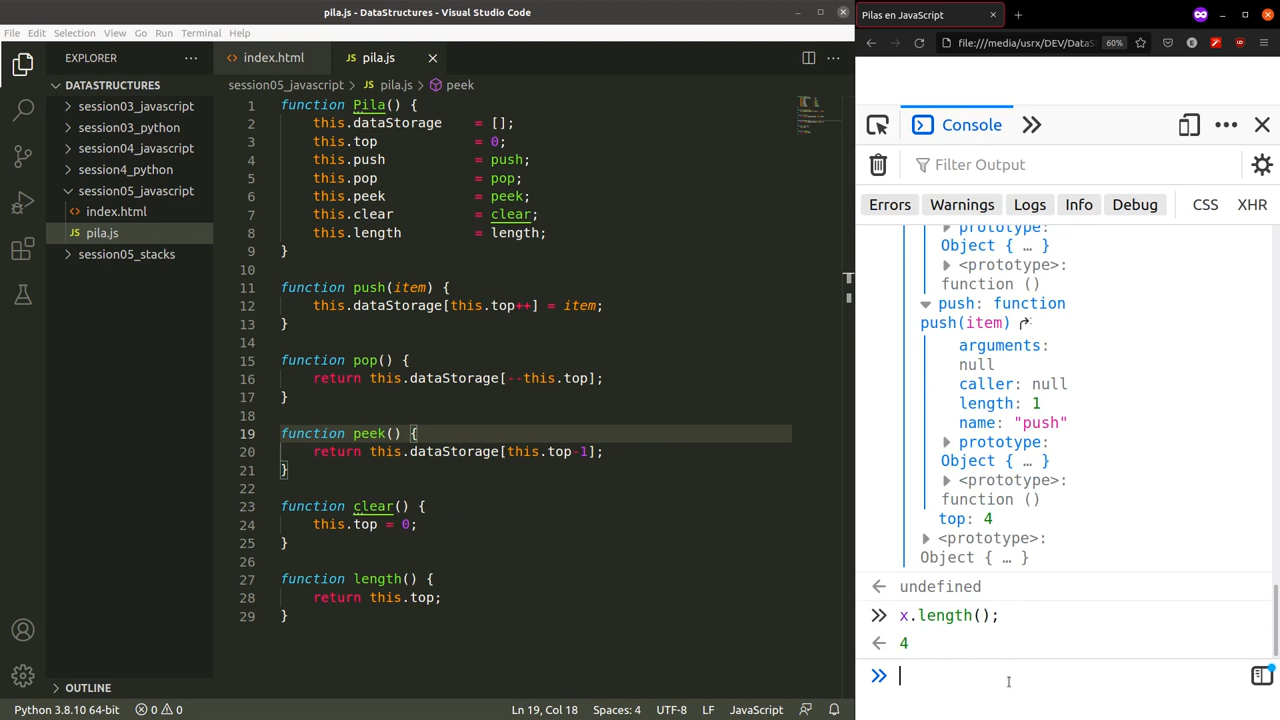 pila.js - DataStructures - Visual Studio Code
File Edit Selection View Go Run Terminal Help
EXPLORER
DATASTRUCTURES
session03_javascript
session03_python
session04_javascript
session4_python
session05_javascript
index.html
pila.js
session05_stacks
OUTLINE
index.html
pila.js
session05_javascript > pila.js > peek
1 function Pila() {
2 this.dataStorage = [];
3 this.top = 0;
4 this.push = push;
5 this.pop = pop;
6 this.peek = peek;
7 this.clear = clear;
8 this.length = length;
9 }
10
11 function push(item) {
12 this.dataStorage[this.top++] = item;
13 }
14
15 function pop() {
16 return this.dataStorage[--this.top];
17 }
18
19 function peek() {
20 return this.dataStorage[this.top-1];
21 }
22
23 function clear() {
24 this.top = 0;
25 }
26
27 function length() {
28 return this.top;
29 }
Python 3.8.10 64-bit 0 0
Ln 19, Col 18 Spaces: 4 UTF-8 LF JavaScript
Pilas en JavaScript
file:///media/usrx/DEV/DataS
60%
Console
Filter Output
Errors Warnings Logs Info Debug CSS XHR
prototype:
Object { … }
<prototype>:
function ()
push: function
push(item)
arguments:
null
caller: null
length: 1
name: "push"
prototype:
Object { … }
<prototype>:
function ()
top: 4
<prototype>:
Object { … }
undefined
x.length();
4